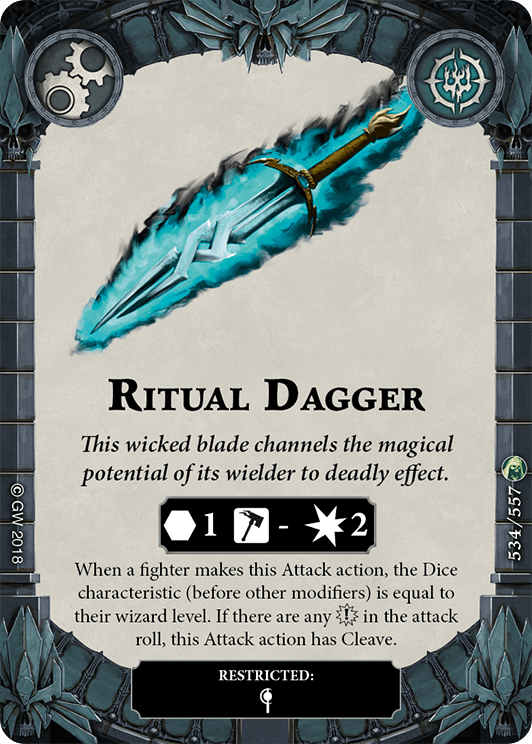 RITUAL DAGGER
This wicked blade channels the magical
potential of its wielder to deadly effect.
1 - 2
When a fighter makes this Attack action, the Dice
characteristic (before other modifiers) is equal to
their wizard level. If there are any in the attack
roll, this Attack action has Cleave.
RESTRICTED:
© GW 2018
534/557